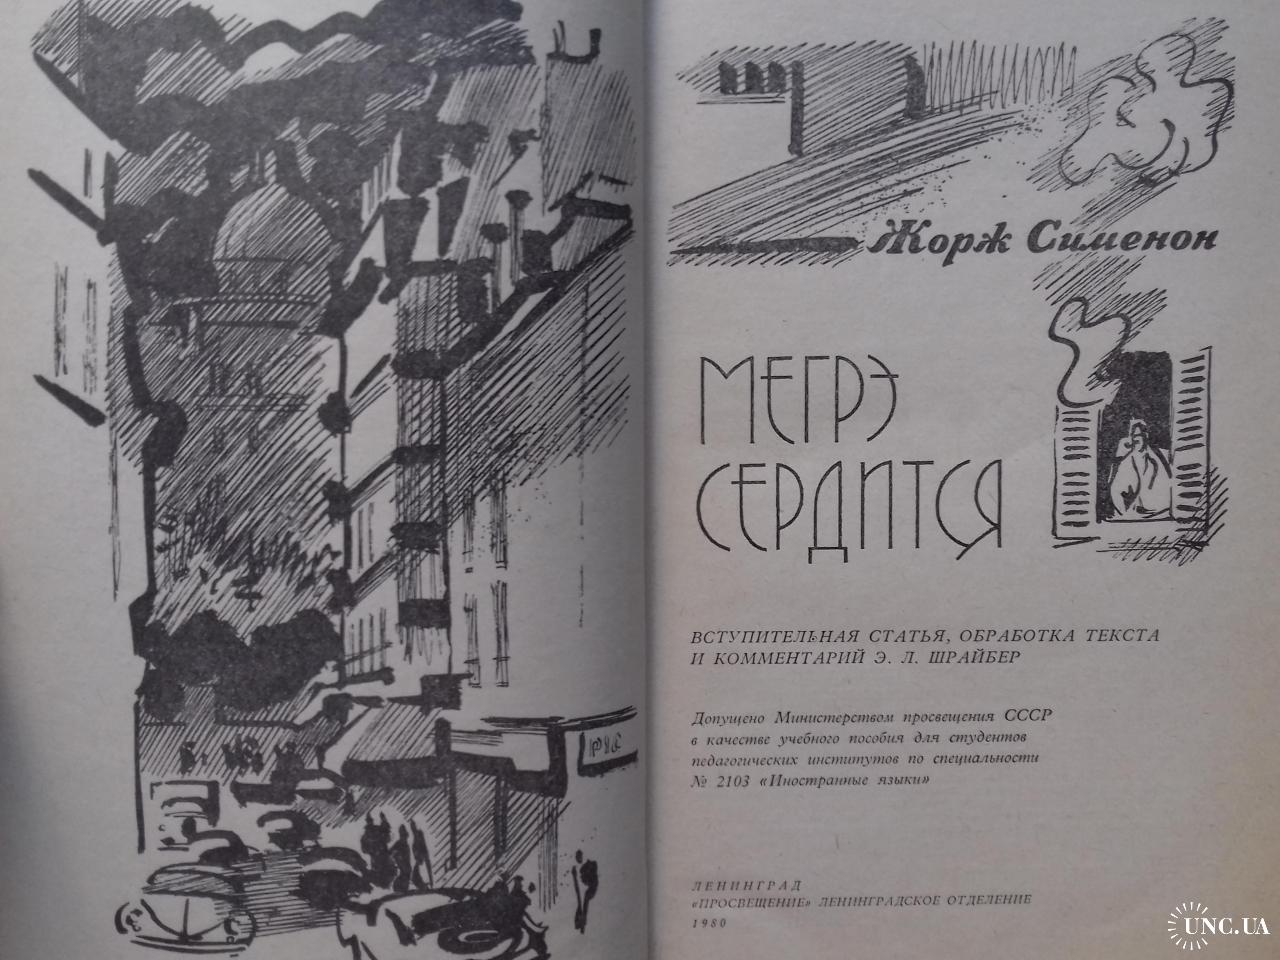 Жорж Сименон
МЕГРЭ
СЕРДИТСЯ
ВСТУПИТЕЛЬНАЯ СТАТЬЯ, ОБРАБОТКА ТЕКСТА
И КОММЕНТАРИЙ Э. Л. ШРАЙБЕР
Допущено Министерством просвещения СССР
в качестве учебного пособия для студентов
педагогических институтов по специальности
№ 2103 «Иностранные языки»
ЛЕНИНГРАД
«ПРОСВЕЩЕНИЕ» ЛЕНИНГРАДСКОЕ ОТДЕЛЕНИЕ
1980
UNC.UA